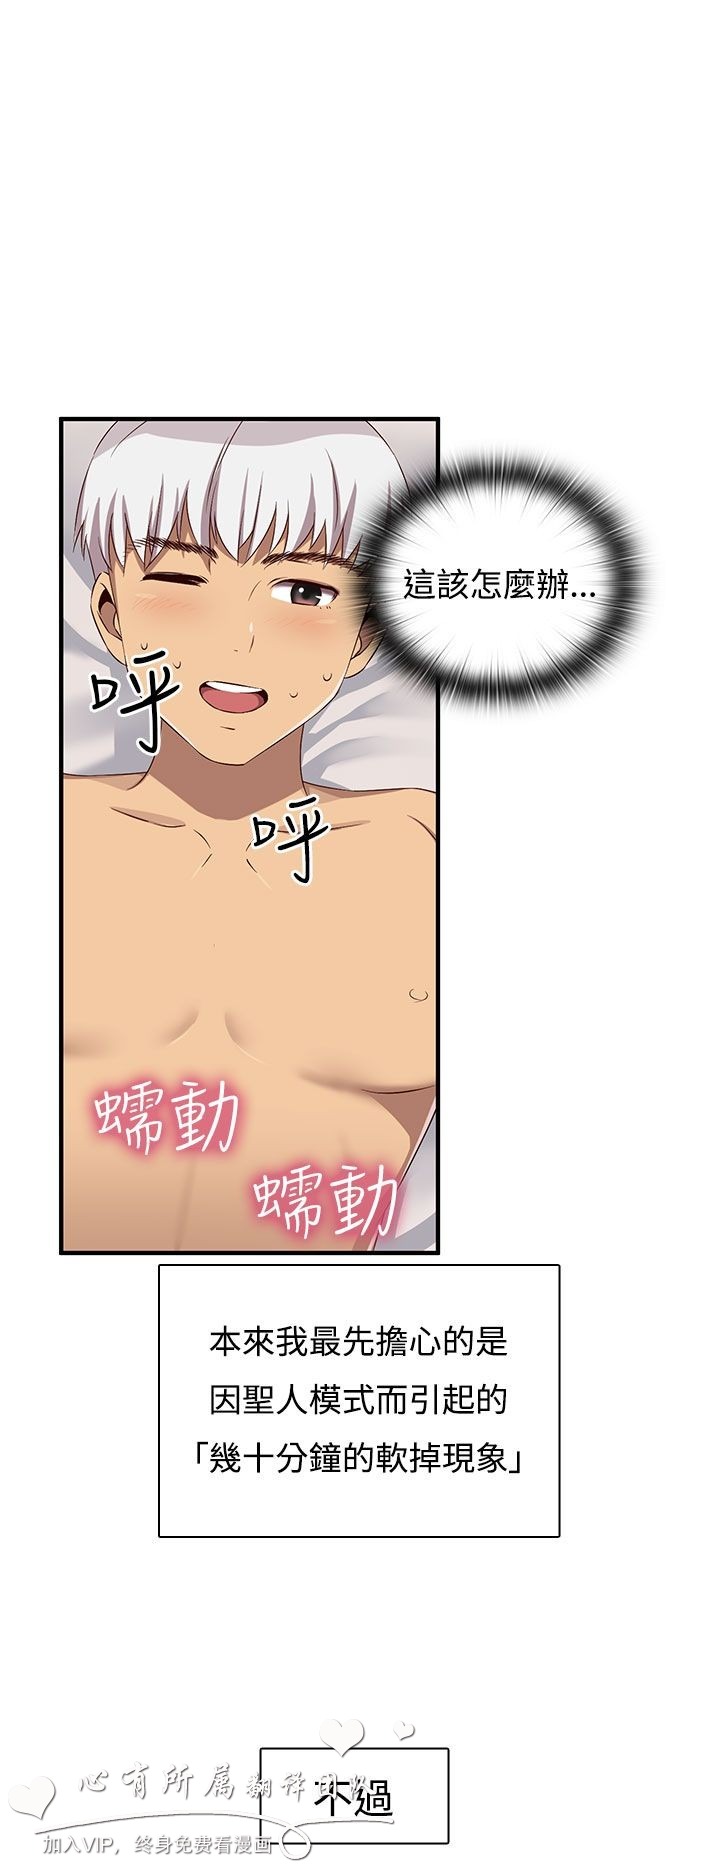 這該怎麼辦...
呼
呼
蠕動
蠕動
本來我最先擔心的是
因聖人模式而引起的
「幾十分鐘的軟掉現象」
不過
心有所属翻译团队
加入VIP，终身免费看漫画